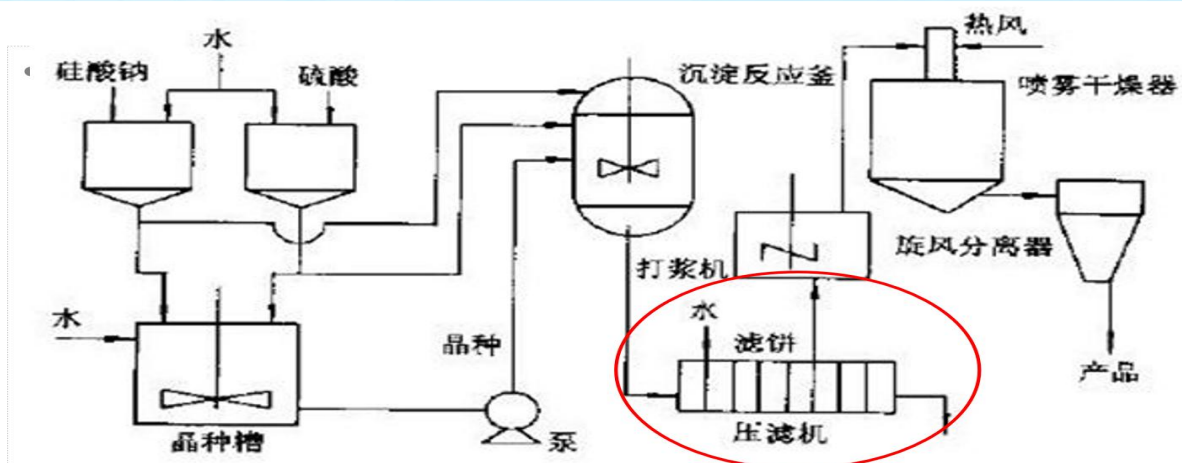 水
硅酸钠
硫酸
沉淀反应釜
热风
喷雾干燥器
打浆机
旋风分离器
水
晶种
水
滤饼
产品
晶种槽
泵
压滤机